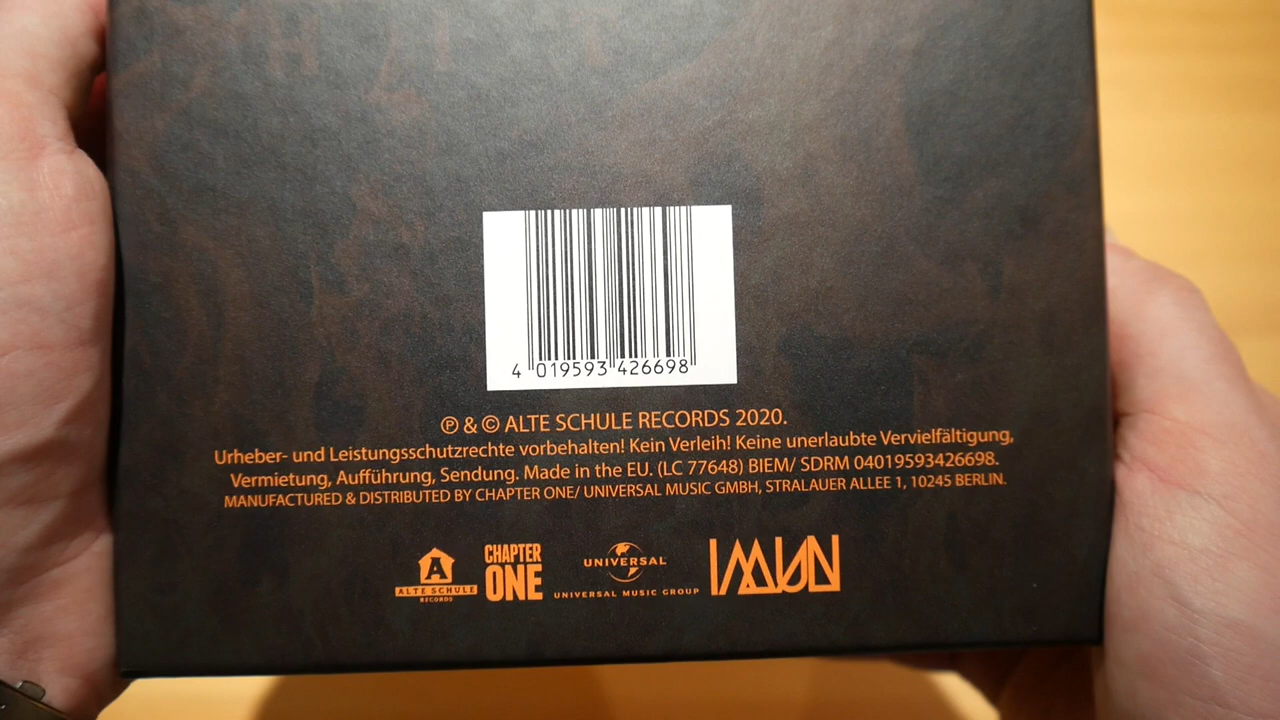 4 019593 426698
℗ & © ALTE SCHULE RECORDS 2020.
Urheber- und Leistungsschutzrechte vorbehalten! Kein Verleih! Keine unerlaubte Vervielfältigung,
Vermietung, Aufführung, Sendung. Made in the EU. (LC 77648) BIEM/ SDRM 04019593426698.
MANUFACTURED & DISTRIBUTED BY CHAPTER ONE/ UNIVERSAL MUSIC GMBH, STRALAUER ALLEE 1, 10245 BERLIN.
A
ALTE SCHULE
RECORDS
CHAPTER
ONE
UNIVERSAL
UNIVERSAL MUSIC GROUP